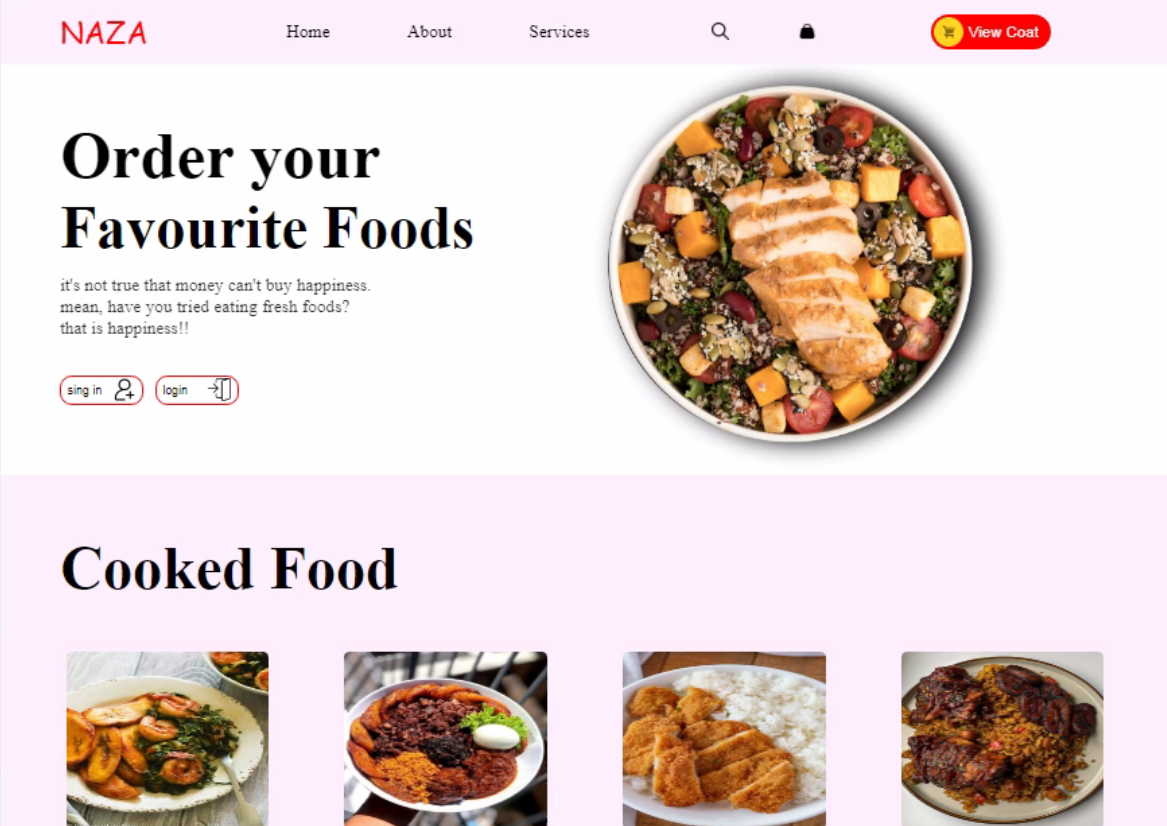 NAZA
Home
About
Services
View Coat
Order your
Favourite Foods
it's not true that money can't buy happiness.
mean, have you tried eating fresh foods?
that is happiness!!
sing in
login
Cooked Food